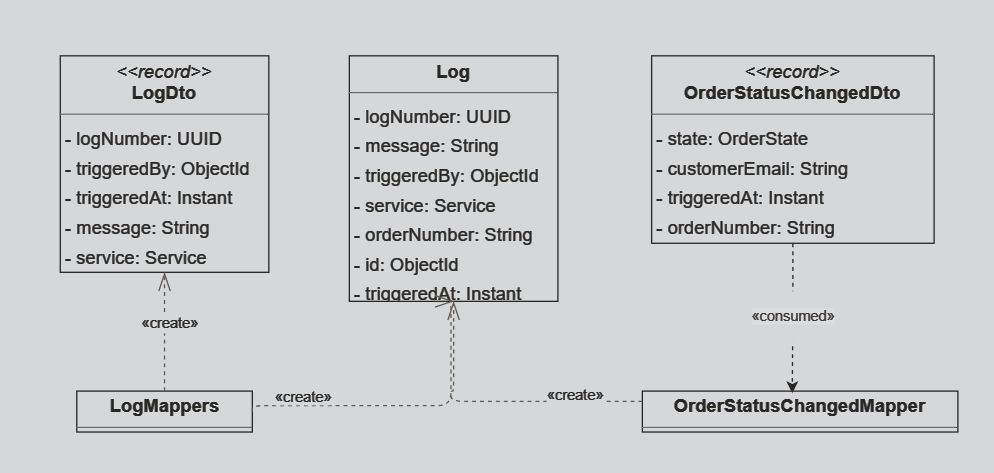 <<record>>
LogDto
- logNumber: UUID
- triggeredBy: ObjectId
- triggeredAt: Instant
- message: String
- service: Service
Log
- logNumber: UUID
- message: String
- triggeredBy: ObjectId
- service: Service
- orderNumber: String
- id: ObjectId
- triggeredAt: Instant
<<record>>
OrderStatusChangedDto
- state: OrderState
- customerEmail: String
- triggeredAt: Instant
- orderNumber: String
«create»
«consumed»
LogMappers
«create»
«create»
OrderStatusChangedMapper